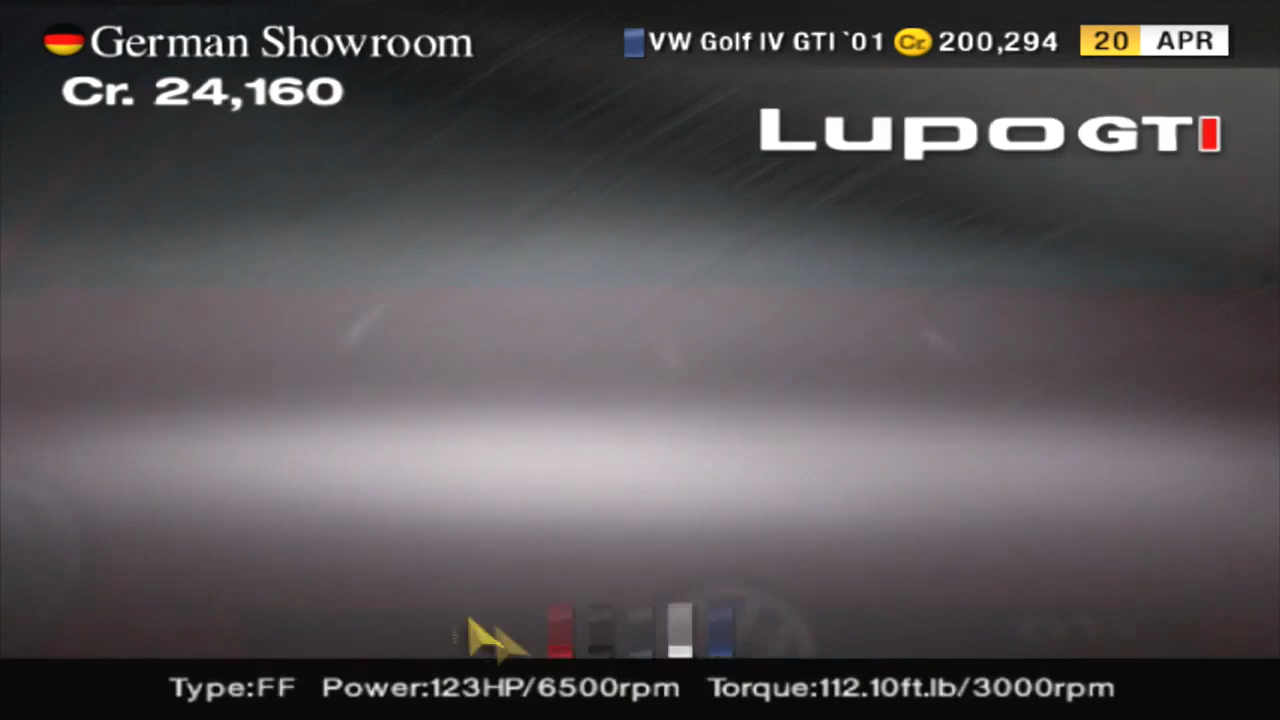 German Showroom
VW Golf IV GTI `01 Cr 200,294 20 APR
Cr. 24,160
LUPO GTI
Type:FF Power:123HP/6500rpm Torque:112.10ft.lb/3000rpm